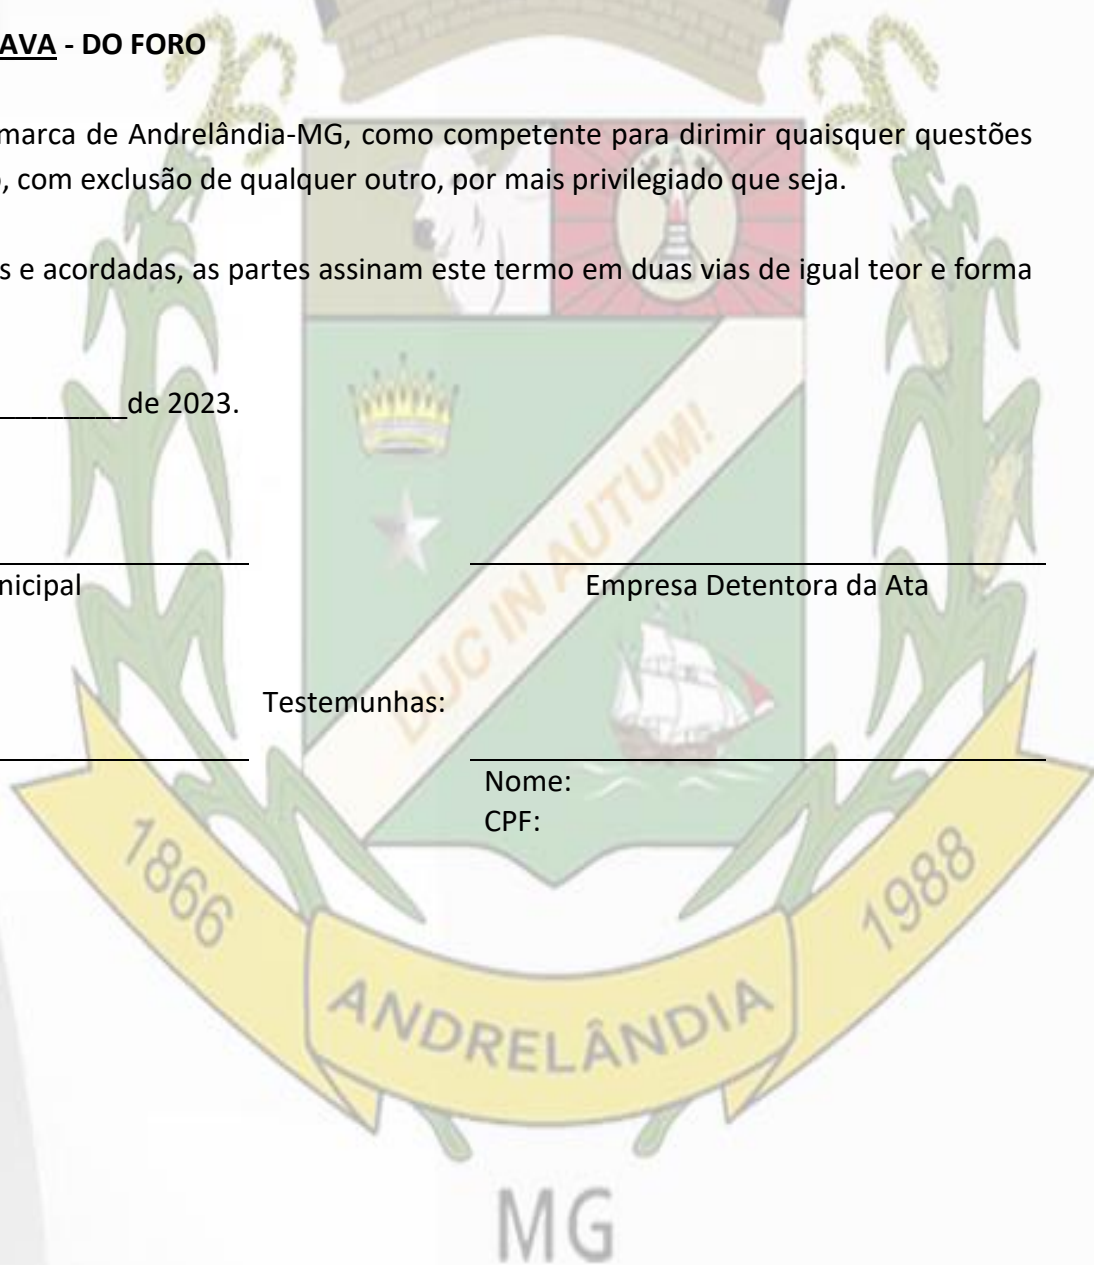 AVA - DO FORO
marca de Andrelândia-MG, como competente para dirimir quaisquer questões
, com exclusão de qualquer outro, por mais privilegiado que seja.
s e acordadas, as partes assinam este termo em duas vias de igual teor e forma
_________de 2023.
nicipal
Empresa Detentora da Ata
Testemunhas:
Nome:
CPF:
DUC IN AUTUM!
1866
ANDRELÂNDIA
1988
MG